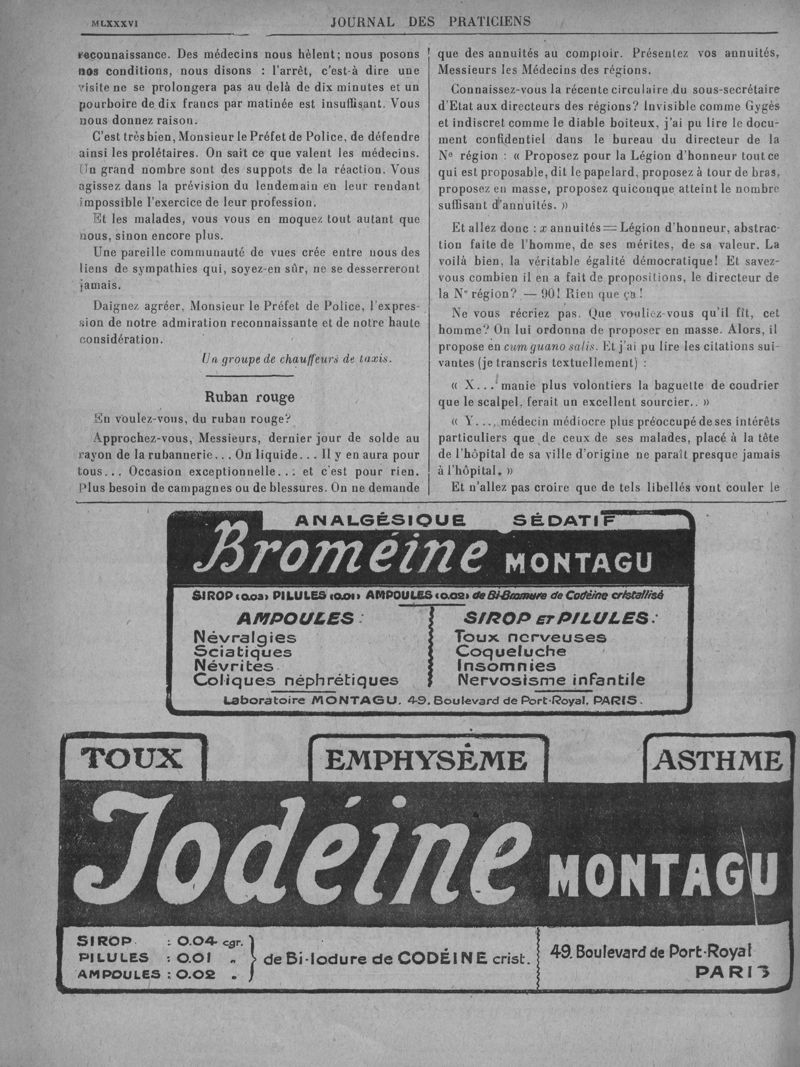 MLXXXVI
JOURNAL DES PRATICIENS
reconnaissance. Des médecins nous hèlent; nous posons
nos conditions, nous disons : l'arrêt, c'est-à dire une
visite ne se prolongera pas au delà de dix minutes et un
pourboire de dix francs par matinée est insuffisant. Vous
nous donnez raison.
C'est très bien, Monsieur le Préfet de Police, de défendre
ainsi les prolétaires. On sait ce que valent les médecins.
Un grand nombre sont des suppots de la réaction. Vous
agissez dans la prévision du lendemain en leur rendant
impossible l'exercice de leur profession.
Et les malades, vous vous en moquez tout autant que
nous, sinon encore plus.
Une pareille communauté de vues crée entre nous des
liens de sympathies qui, soyez-en sûr, ne se desserreront
jamais.
Daignez agréer, Monsieur le Préfet de Police, l'expres-
sion de notre admiration reconnaissante et de notre haute
considération.
Un groupe de chauffeurs de taxis.
Ruban rouge
En voulez-vous, du ruban rouge?
Approchez-vous, Messieurs, dernier jour de solde au
rayon de la rubannerie... On liquide... Il y en aura pour
tous... Occasion exceptionnelle... et c'est pour rien.
Plus besoin de campagnes ou de blessures. On ne demande
que des annuités au comptoir. Présentez vos annuités,
Messieurs les Médecins des régions.
Connaissez-vous la récente circulaire du sous-secrétaire
d'Etat aux directeurs des régions? Invisible comme Gygès
et indiscret comme le diable boiteux, j'ai pu lire le docu-
ment confidentiel dans le bureau du directeur de la
Ne région : « Proposez pour la Légion d'honneur tout ce
qui est proposable, dit le papelard, proposez à tour de bras,
proposez en masse, proposez quiconque atteint le nombre
suffisant d'annuités. »
Et allez donc : x annuités = Légion d'honneur, abstrac-
tion faite de l'homme, de ses mérites, de sa valeur. La
voilà bien, la véritable égalité démocratique! Et savez-
vous combien il en a fait de propositions, le directeur de
la Ne région? — 90! Rien que ça!
Ne vous récriez pas. Que vouliez-vous qu'il fît, cet
homme? On lui ordonna de proposer en masse. Alors, il
propose en cum guano salis. Et j'ai pu lire les citations sui-
vantes (je transcris textuellement) :
« X... manie plus volontiers la baguette de coudrier
que le scalpel, ferait un excellent sourcier.. »
« Y..., médecin médiocre plus préoccupé de ses intérêts
particuliers que de ceux de ses malades, placé à la tête
de l'hôpital de sa ville d'origine ne paraît presque jamais
à l'hôpital. »
Et n'allez pas croire que de tels libellés vont couler le
ANALGÉSIQUE SÉDATIF
Broméine MONTAGU
SIROP (0.03) PILULES (0.01) AMPOULES (0.02) de Bi-Bromure de Codéine cristallisé
AMPOULES :
Névralgies
Sciatiques
Névrites
Coliques néphrétiques
SIROP ET PILULES :
Toux nerveuses
Coqueluche
Insomnies
Nervosisme infantile
Laboratoire MONTAGU. 49. Boulevard de Port-Royal. PARIS.
TOUX
EMPHYSÈME
ASTHME
Iodéine MONTAGU
SIROP : 0.04 cgr.
PILULES : 0.01 "
AMPOULES : 0.02 "
de Bi-Iodure de CODÉINE crist.
49. Boulevard de Port-Royal
PARIS